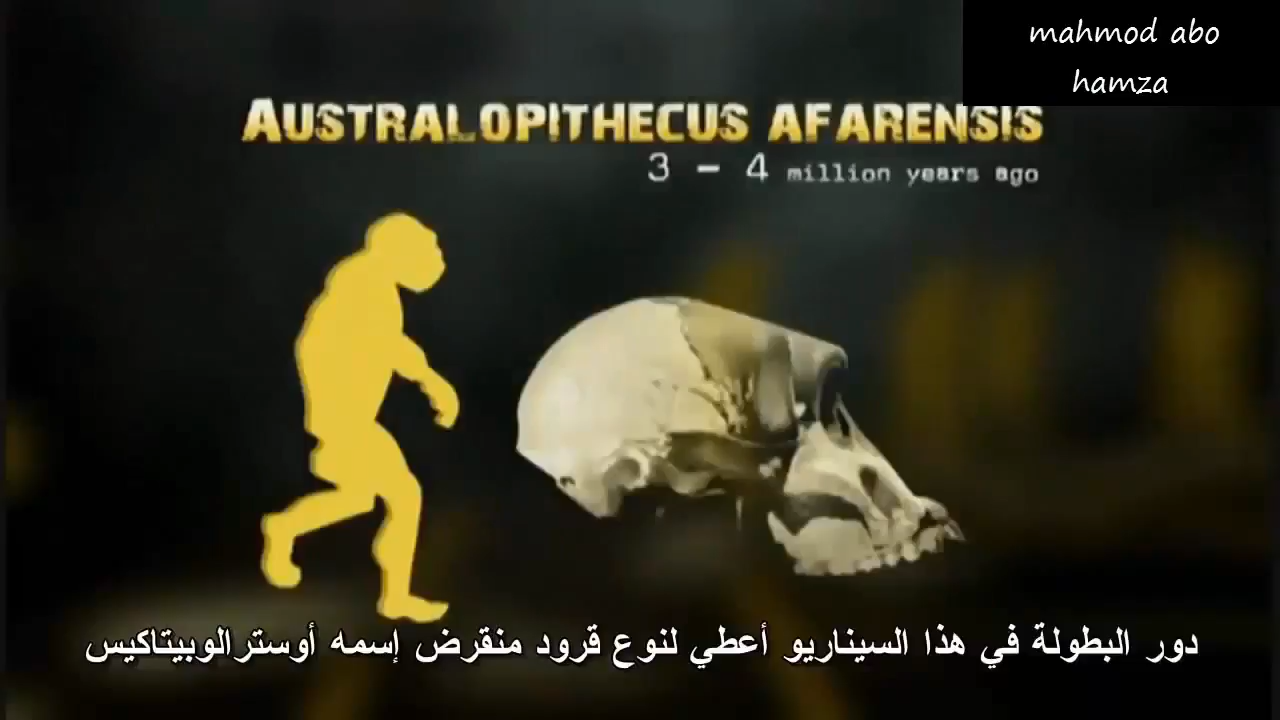 mahmod abo
hamza
AUSTRALOPITHECUS AFARENSIS
3 - 4 million years ago
دور البطولة في هذا السيناريو أعطي لنوع قرود منقرض إسمه أوسترالوبيتاكيس